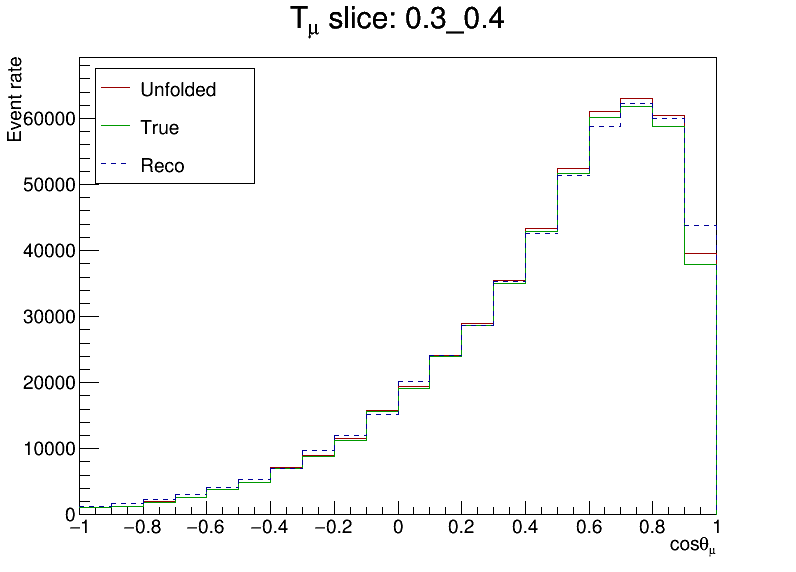 Tμ slice: 0.3_0.4
Event rate
Unfolded
True
Reco
60000
50000
40000
30000
20000
10000
0
−1 −0.8 −0.6 −0.4 −0.2 0 0.2 0.4 0.6 0.8 1
cosθμ